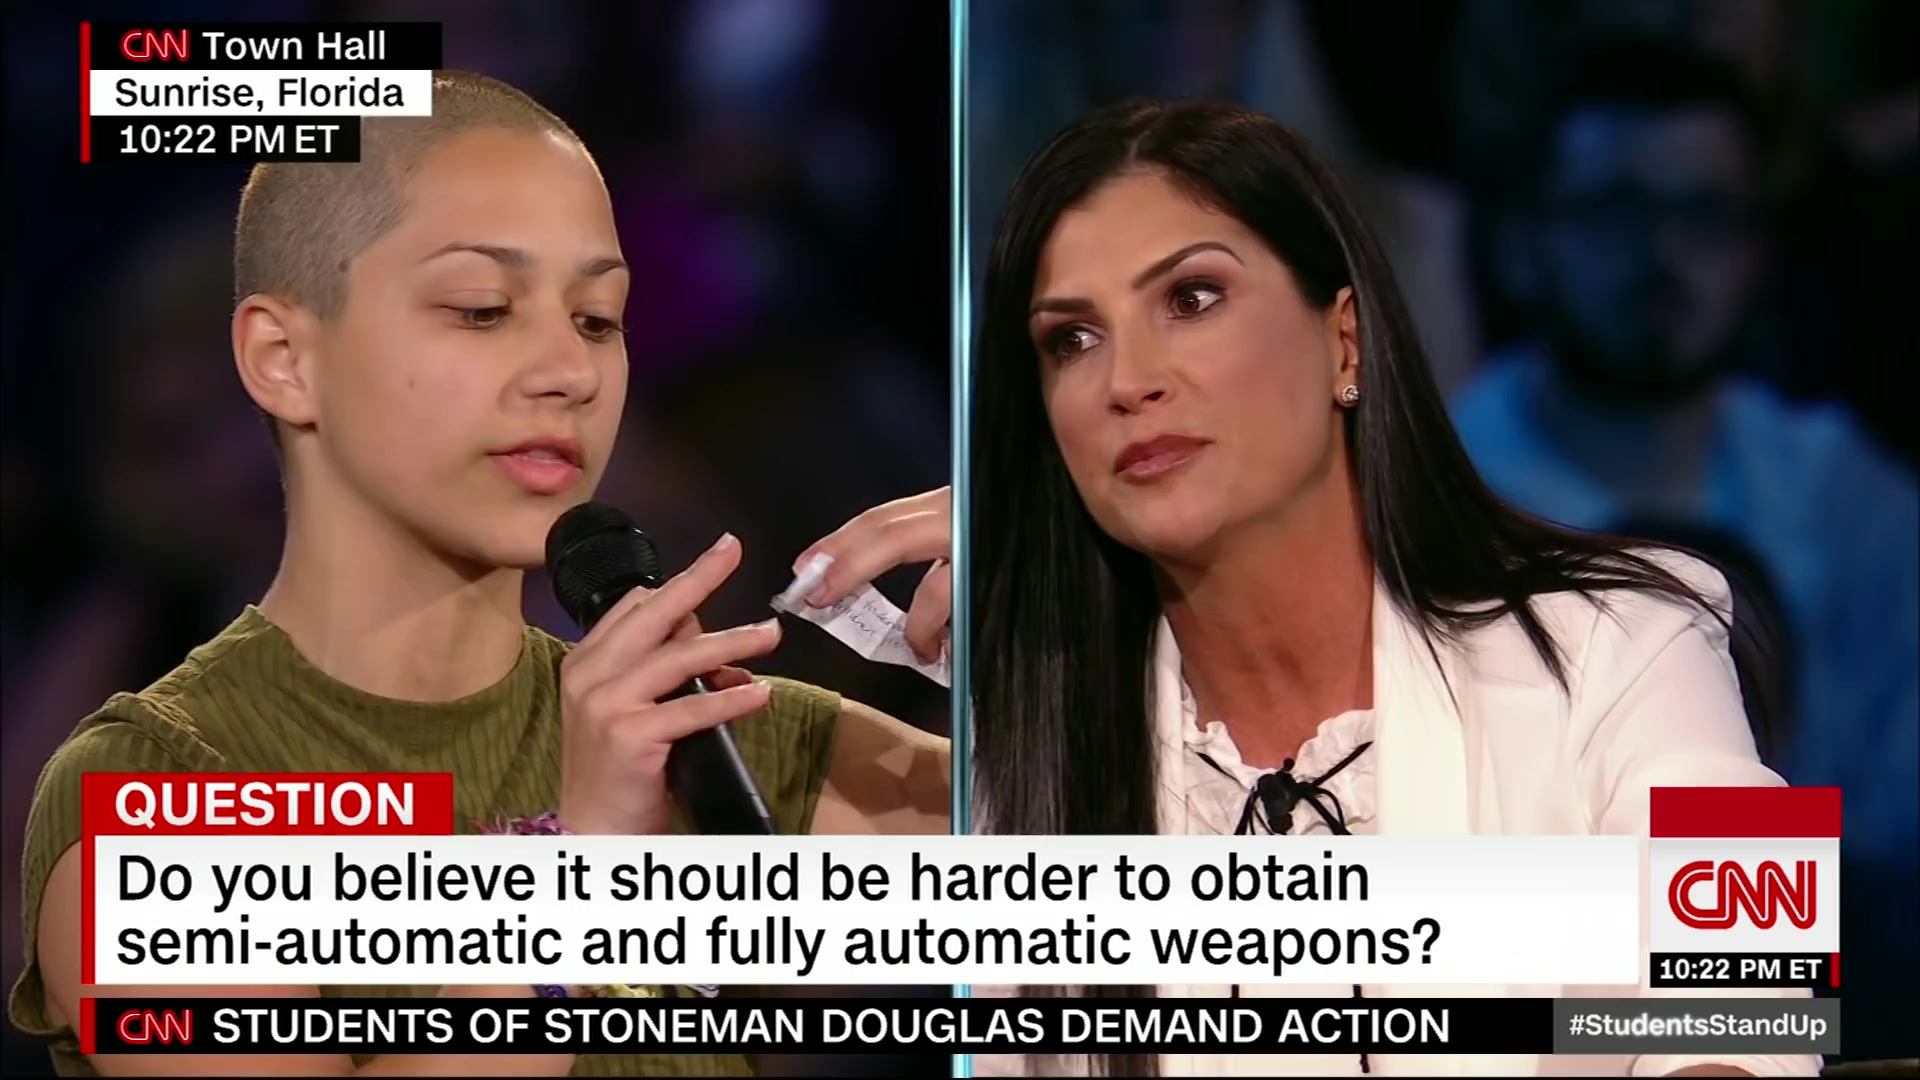 CNN Town Hall
Sunrise, Florida
10:22 PM ET
QUESTION
Do you believe it should be harder to obtain
semi-automatic and fully automatic weapons?
CNN
10:22 PM ET
CNN STUDENTS OF STONEMAN DOUGLAS DEMAND ACTION
#StudentsStandUp